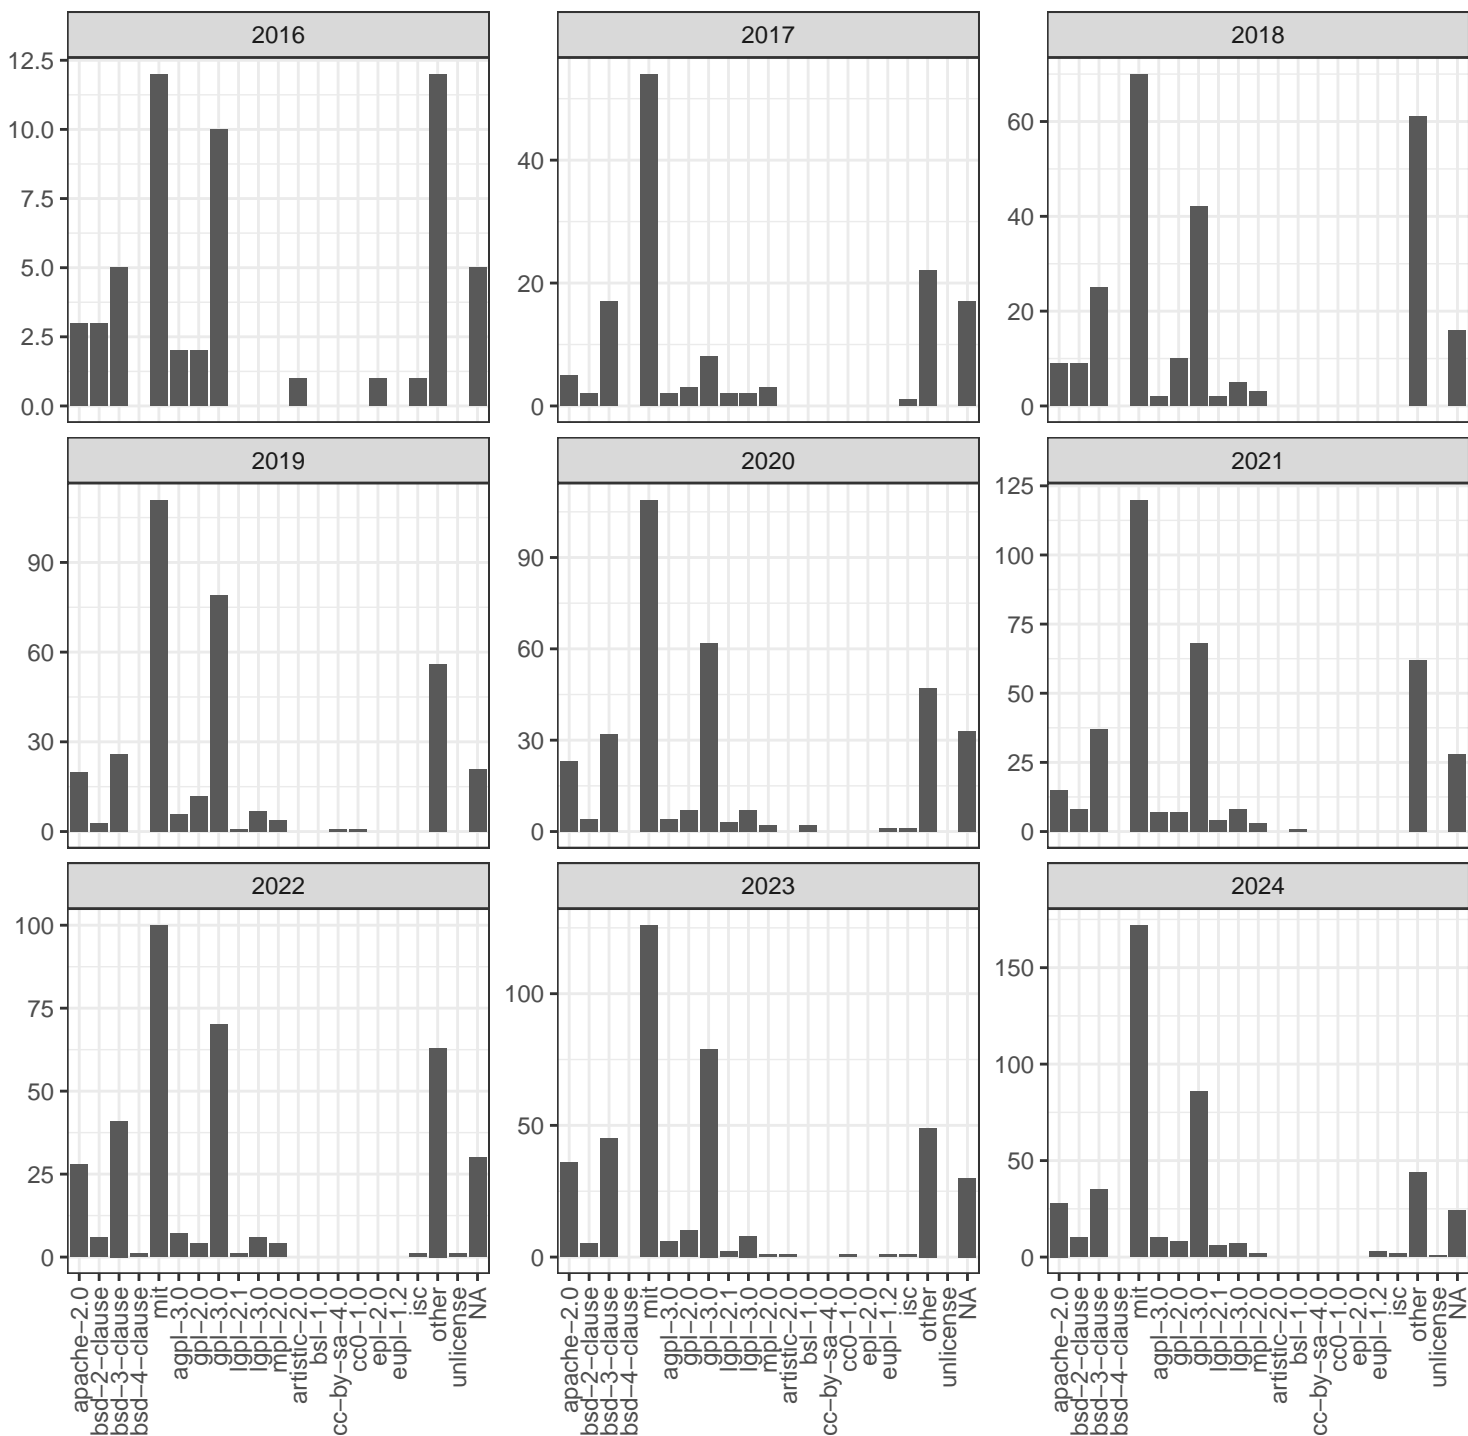 2016
2017
2018
12.5
10.0
7.5
5.0
2.5
0.0
40
20
0
60
40
20
0
2019
2020
2021
90
60
30
0
90
60
30
0
125
100
75
50
25
0
2022
2023
2024
100
75
50
25
0
100
50
0
150
100
50
0
apache−2.0
bsd−2−clause
bsd−3−clause
bsd−4−clause
mit
agpl−3.0
gpl−2.0
gpl−3.0
lgpl−2.1
lgpl−3.0
mpl−2.0
artistic−2.0
bsl−1.0
cc−by−sa−4.0
cc0−1.0
epl−2.0
eupl−1.2
isc
other
unlicense
NA
apache−2.0
bsd−2−clause
bsd−3−clause
bsd−4−clause
mit
agpl−3.0
gpl−2.0
gpl−3.0
lgpl−2.1
lgpl−3.0
mpl−2.0
artistic−2.0
bsl−1.0
cc−by−sa−4.0
cc0−1.0
epl−2.0
eupl−1.2
isc
other
unlicense
NA
apache−2.0
bsd−2−clause
bsd−3−clause
bsd−4−clause
mit
agpl−3.0
gpl−2.0
gpl−3.0
lgpl−2.1
lgpl−3.0
mpl−2.0
artistic−2.0
bsl−1.0
cc−by−sa−4.0
cc0−1.0
epl−2.0
eupl−1.2
isc
other
unlicense
NA